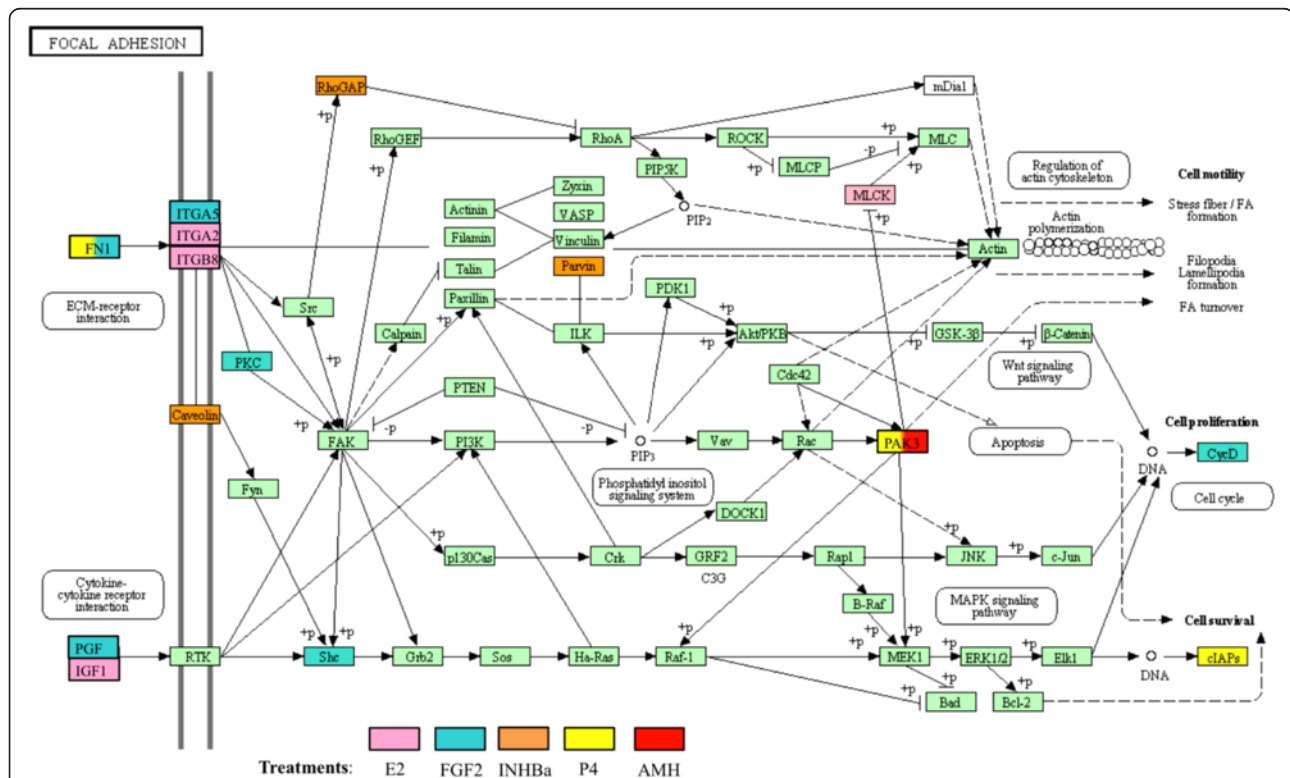 FOCAL ADHESION
RhoGAP
mDia1
+p
RhoGEF
RhoA
ROCK
+p
MLC
+p
-p
+p
MLCP
+p
PIP5K
Regulation of
actin cytoskeleton
Cell motility
Zyxin
MLCK
ITGA5
Actinin
VASP
PIP2
+p
Stress fiber / FA
formation
Actin
polymerization
ITGA2
Filamin
Vinculin
FN1
Actin
ITGB8
Talin
Parvin
Filopodia
Lamellipodia
formation
ECM-receptor
interaction
Src
Paxillin
PDK1
FA turnover
+p
+p
Calpain
ILK
+p
Akt/PKB
GSK-3β
β-Catenin
+p
+p
+p
PKC
Wnt signaling
pathway
Cdc42
PTEN
Caveolin
+p
-p
-p
Cell proliferation
FAK
PI3K
PIP3
Vav
Rac
PAK3
Apoptosis
CycD
DNA
Fyn
Phosphatidyl inositol
signaling system
Cell cycle
DOCK1
+p
+p
+p
p130Cas
Crk
GRF2
Rap1
JNK
c-Jun
C3G
Cytokine-
cytokine receptor
interaction
B-Raf
MAPK signaling
pathway
Cell survival
+p
+p
+p
+p
+p
+p
+p
PGF
RTK
Shc
Grb2
Sos
Ha-Ras
Raf-1
MEK1
ERK1/2
Elk1
cIAPs
IGF1
DNA
+p
+p
+p
Bad
Bcl-2
Treatments:
E2
FGF2
INHBa
P4
AMH